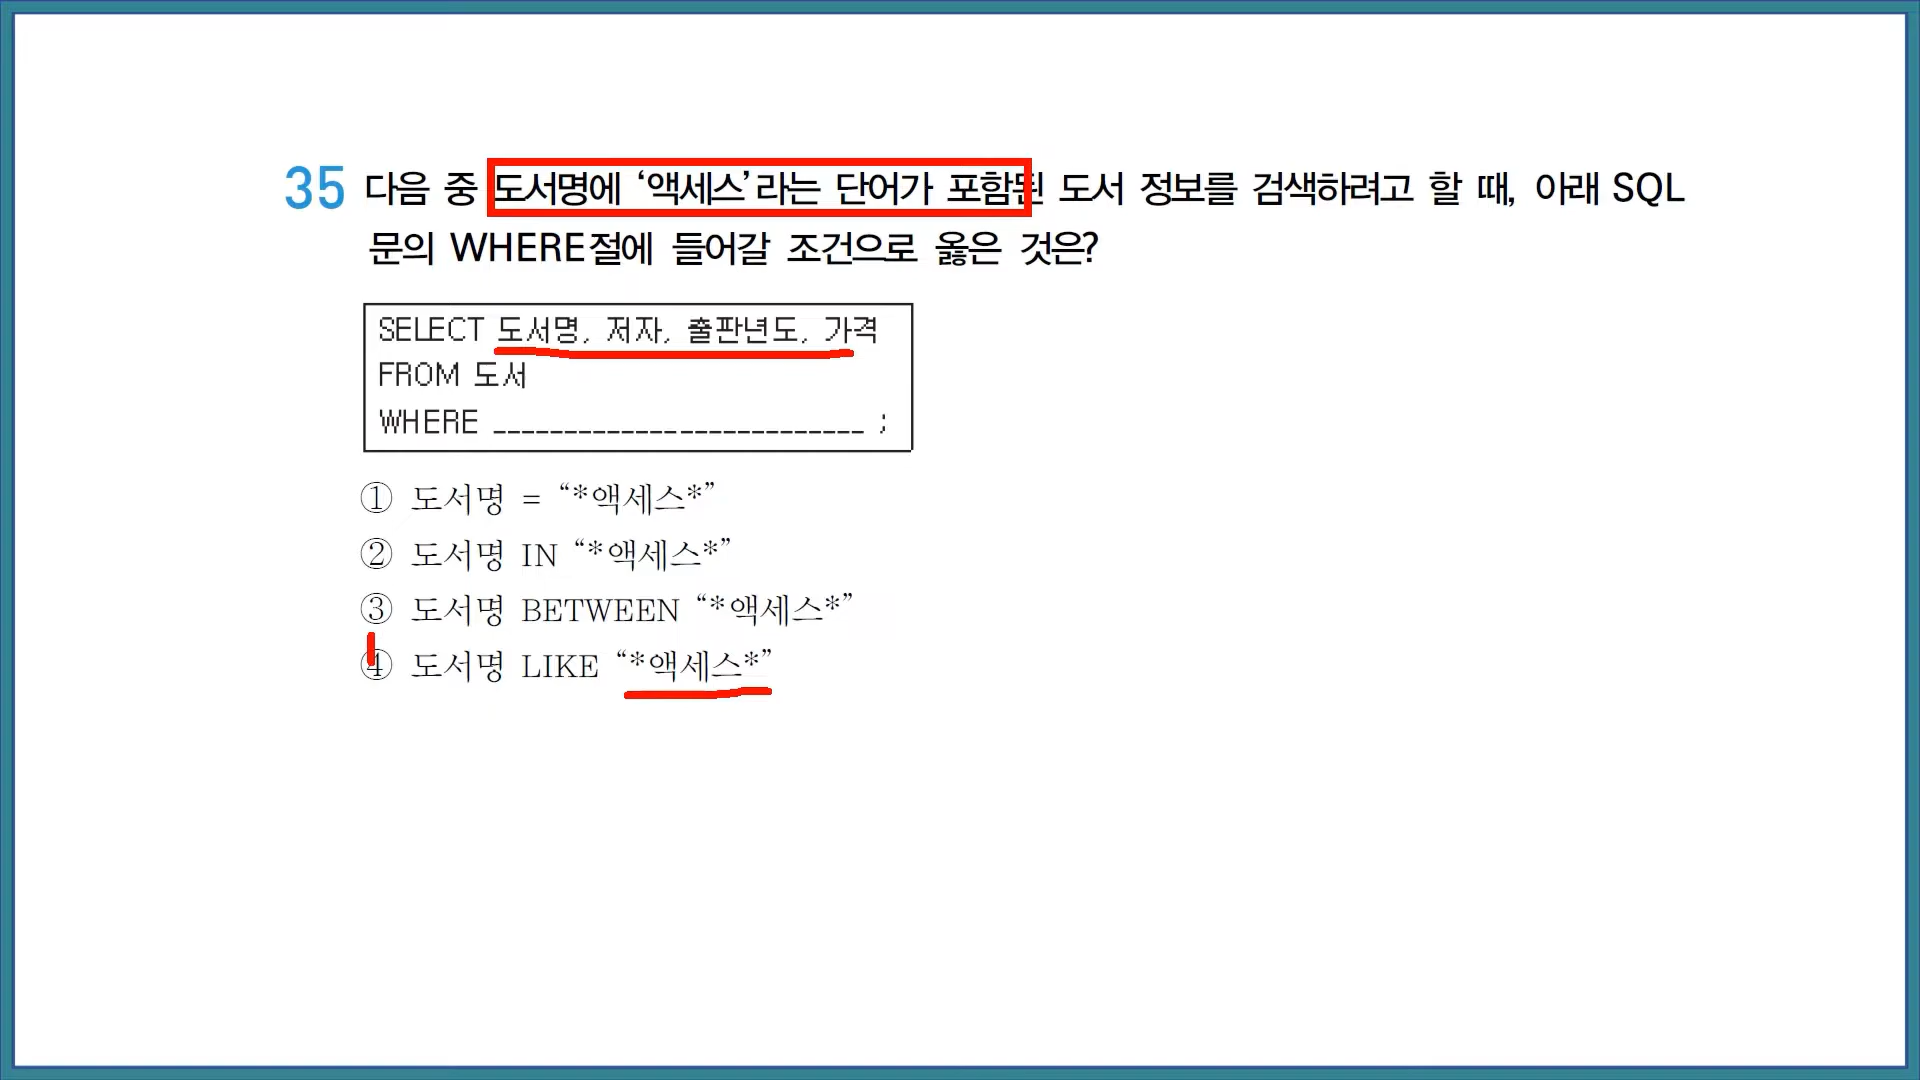 35 다음 중 도서명에 ‘액세스’라는 단어가 포함된 도서 정보를 검색하려고 할 때, 아래 SQL
문의 WHERE절에 들어갈 조건으로 옳은 것은?
SELECT 도서명, 저자, 출판년도, 가격
FROM 도서
WHERE __________________________ ;
① 도서명 = “*액세스*”
② 도서명 IN “*액세스*”
③ 도서명 BETWEEN “*액세스*”
④ 도서명 LIKE “*액세스*”